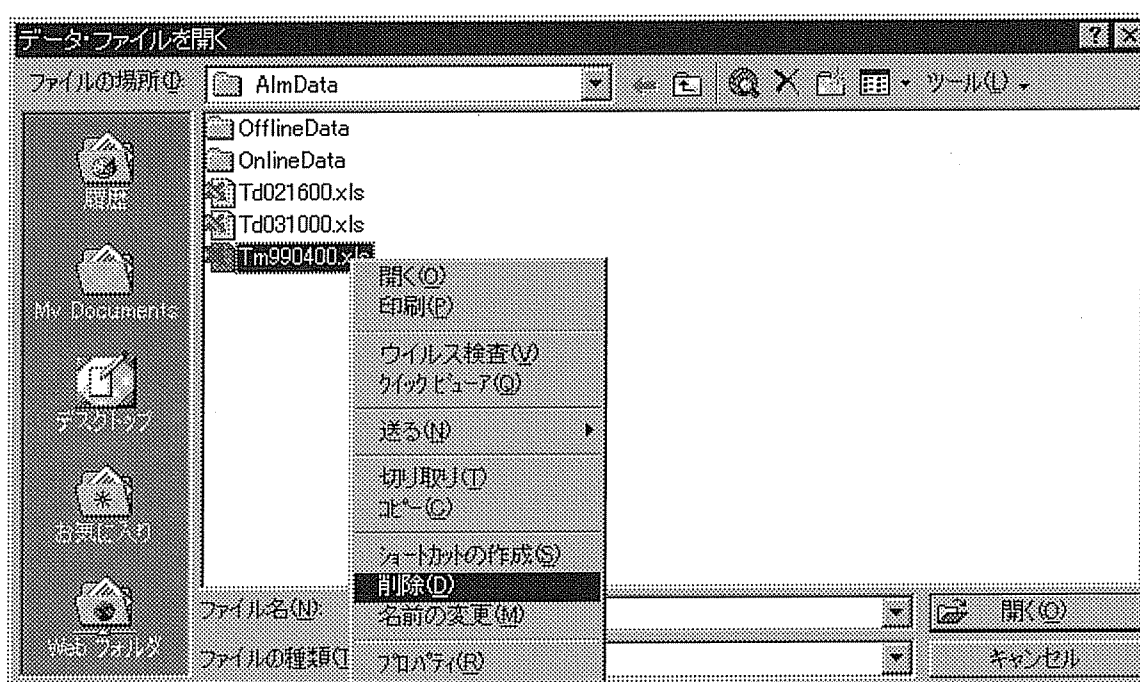 データ・ファイルを開く
ファイルの場所(I):
AlmData
ツール(L)
OfflineData
OnlineData
Td021600.xls
Td031000.xls
Tm990400.xls
履歴
My Documents
デスクトップ
お気に入り
Web フォルダ
開く(O)
印刷(P)
ウイルス検査(V)
クイック ビューア(Q)
送る(N)
切り取り(T)
コピー(C)
ショートカットの作成(S)
削除(D)
名前の変更(M)
プロパティ(R)
ファイル名(N):
開く(O)
ファイルの種類(T
キャンセル